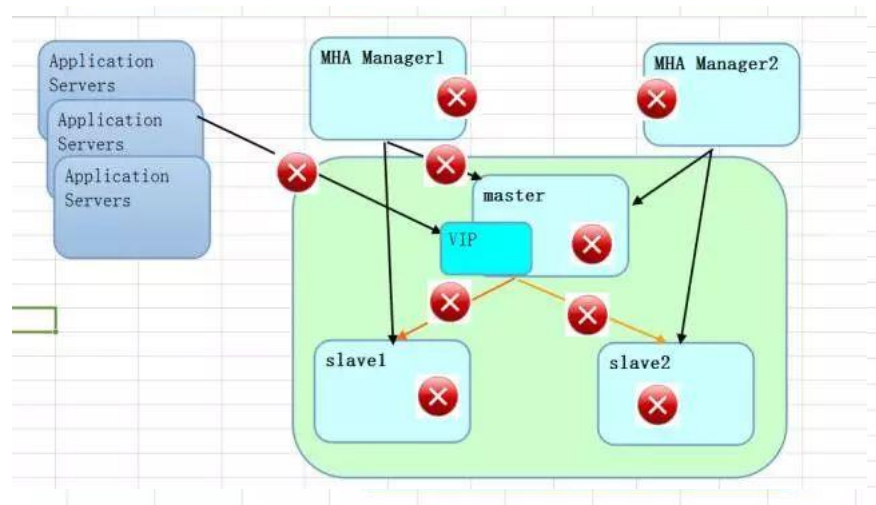 Application
Servers
Application
Servers
Application
Servers
MHA Manager1
MHA Manager2
master
VIP
slave1
slave2